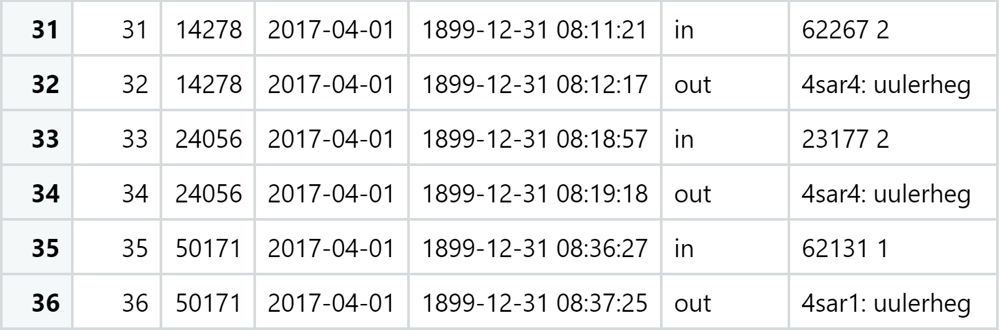 31 31 14278 2017-04-01 1899-12-31 08:11:21 in 62267 2
32 32 14278 2017-04-01 1899-12-31 08:12:17 out 4sar4: uulerheg
33 33 24056 2017-04-01 1899-12-31 08:18:57 in 23177 2
34 34 24056 2017-04-01 1899-12-31 08:19:18 out 4sar4: uulerheg
35 35 50171 2017-04-01 1899-12-31 08:36:27 in 62131 1
36 36 50171 2017-04-01 1899-12-31 08:37:25 out 4sar1: uulerheg